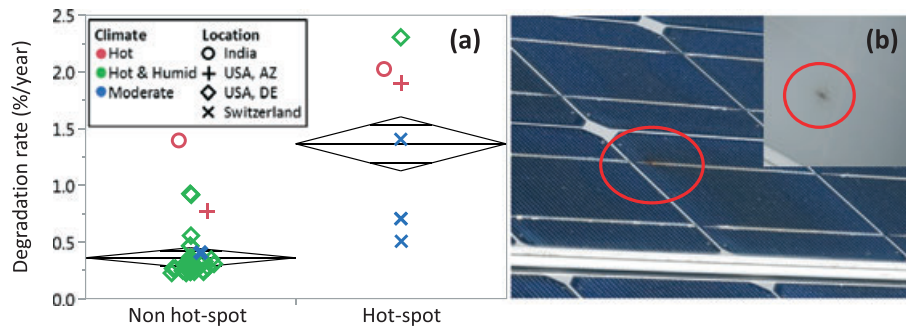 2.5
2.0
1.5
1.0
0.5
0.0
Degradation rate (%/year)
Climate
Hot
Hot & Humid
Moderate
Location
India
USA, AZ
USA, DE
Switzerland
(a)
Non hot-spot
Hot-spot
(b)